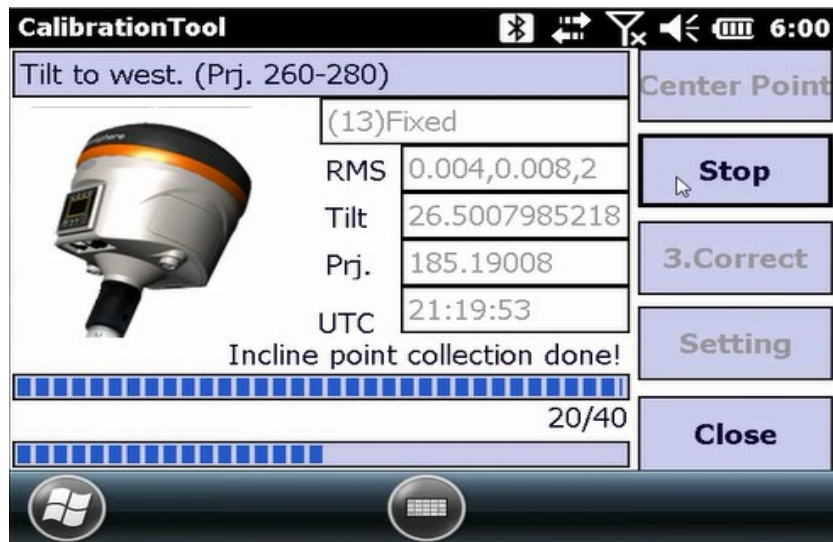 CalibrationTool 6:00
Tilt to west. (Prj. 260-280)
Center Point
(13)Fixed
RMS 0.004,0.008,2
Stop
Tilt 26.5007985218
Prj. 185.19008
3.Correct
UTC 21:19:53
Setting
Incline point collection done!
20/40
Close